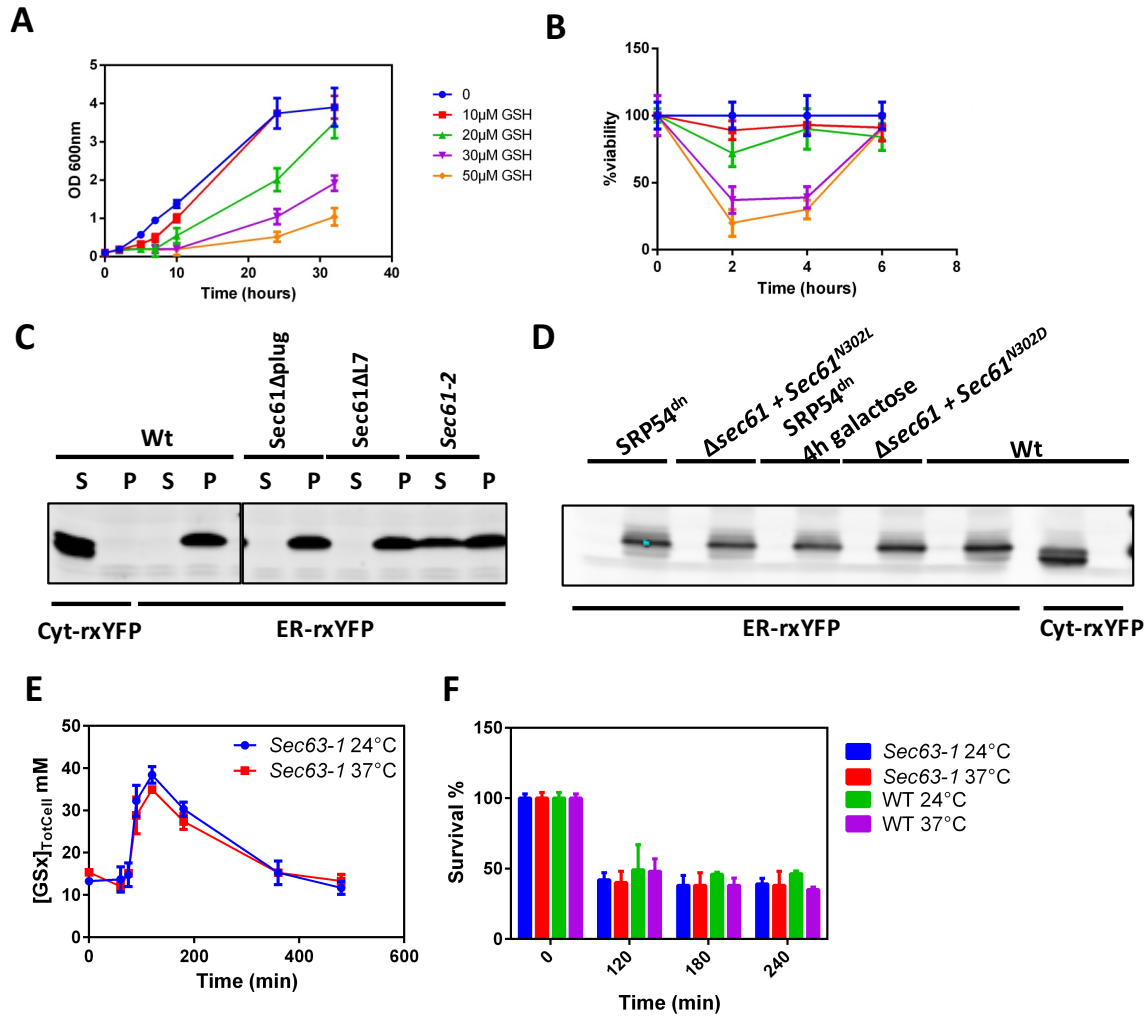 A
OD 600nm
5
4
3
2
1
0
0
10
20
30
40
Time (hours)
0
10µM GSH
20µM GSH
30µM GSH
50µM GSH
B
%viability
150
100
50
0
0
2
4
6
8
Time (hours)
C
Wt
Sec61Δplug
Sec61ΔL7
Sec61-2
S P S P S P S P S P
Cyt-rxYFP
ER-rxYFP
D
SRP54dn
Δsec61 + Sec61N302L
SRP54dn
4h galactose
Δsec61 + Sec61N302D
Wt
ER-rxYFP
Cyt-rxYFP
E
[GSx]TotCell mM
50
40
30
20
10
0
0
200
400
600
Time (min)
Sec63-1 24°C
Sec63-1 37°C
F
Survival %
150
100
50
0
0
120
180
240
Time (min)
Sec63-1 24°C
Sec63-1 37°C
WT 24°C
WT 37°C